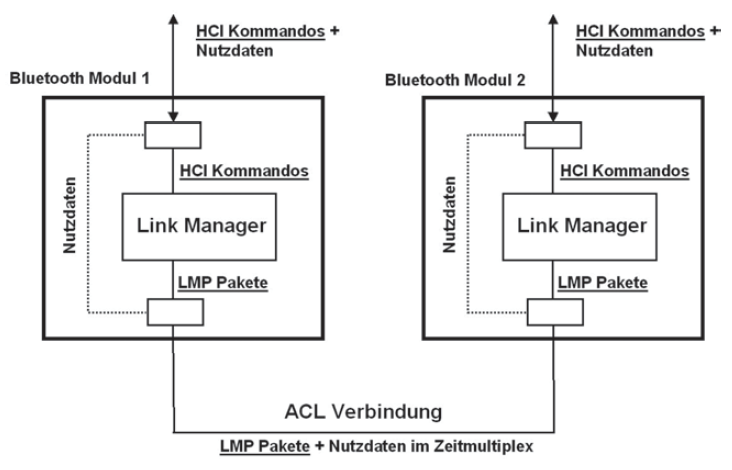 HCI Kommandos +
Nutzdaten
Bluetooth Modul 1
HCI Kommandos
Nutzdaten
Link Manager
LMP Pakete
HCI Kommandos +
Nutzdaten
Bluetooth Modul 2
HCI Kommandos
Nutzdaten
Link Manager
LMP Pakete
ACL Verbindung
LMP Pakete + Nutzdaten im Zeitmultiplex